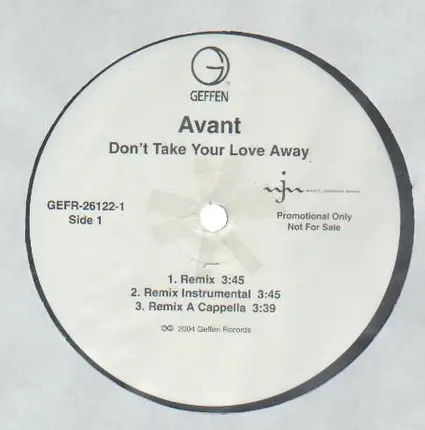 GEFFEN
Avant
Don't Take Your Love Away
GEFR-26122-1
Side 1
njm
Promotional Only
Not For Sale
1. Remix 3:45
2. Remix Instrumental 3:45
3. Remix A Cappella 3:39
℗© 2004 Geffen Records